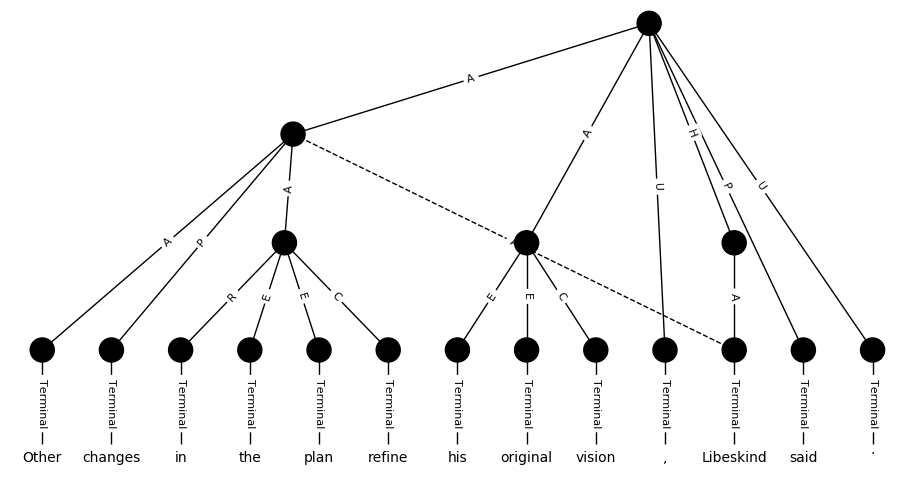 A
A
H
A
P
U
U
A
A
P
A
R
E
E
C
E
E
C
A
Terminal Terminal Terminal Terminal Terminal Terminal Terminal Terminal Terminal Terminal Terminal Terminal Terminal
Other changes in the plan refine his original vision , Libeskind said .